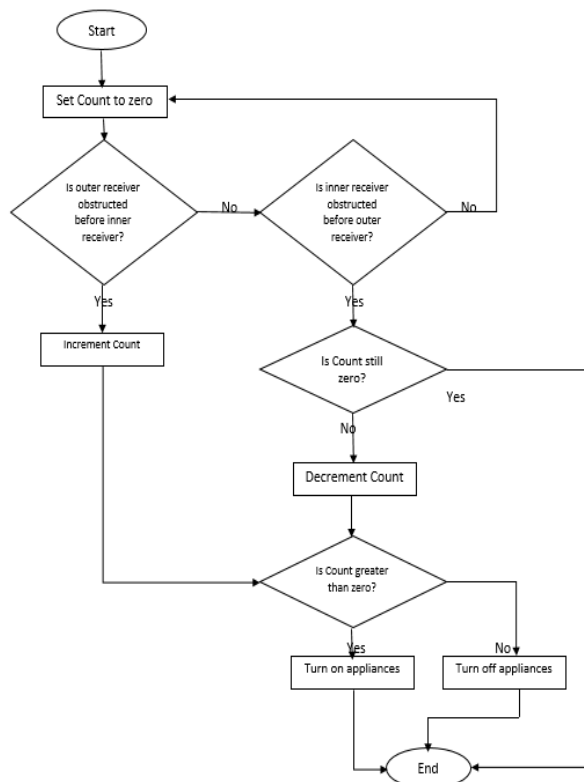 Start
Set Count to zero
Is outer receiver
obstructed
before inner
receiver?
No
Is inner receiver
obstructed
before outer
receiver?
No
Yes
Yes
Increment Count
Is Count still
zero?
Yes
No
Decrement Count
Is Count greater
than zero?
Yes
No
Turn on appliances
Turn off appliances
End